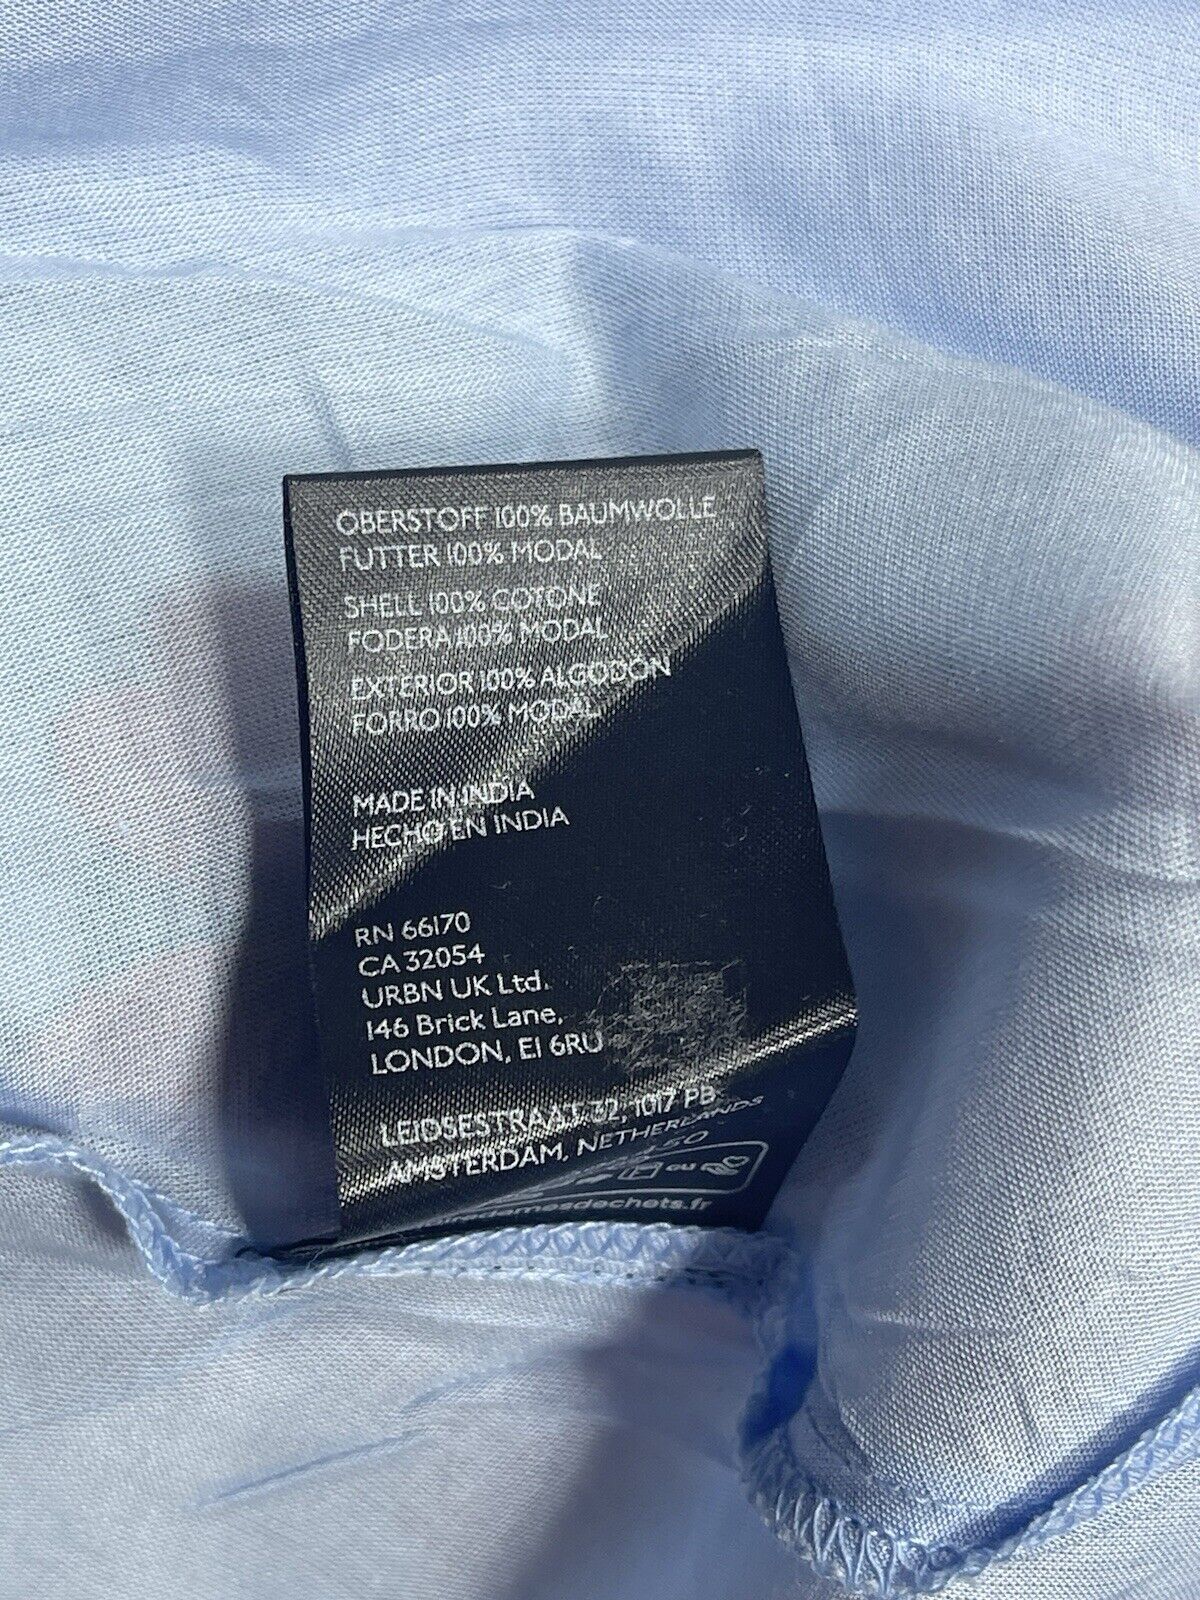 OBERSTOFF 100% BAUMWOLLE
FUTTER 100% MODAL
SHELL 100% COTONE
FODERA 100% MODAL
EXTERIOR 100% ALGODÓN
FORRO 100% MODAL
MADE IN INDIA
HECHO EN INDIA
RN 66170
CA 32054
URBN UK Ltd.
146 Brick Lane,
LONDON, E1 6RU
LEIDSESTRAAT 32, 1017 PB
AMSTERDAM, NETHERLANDS
OU